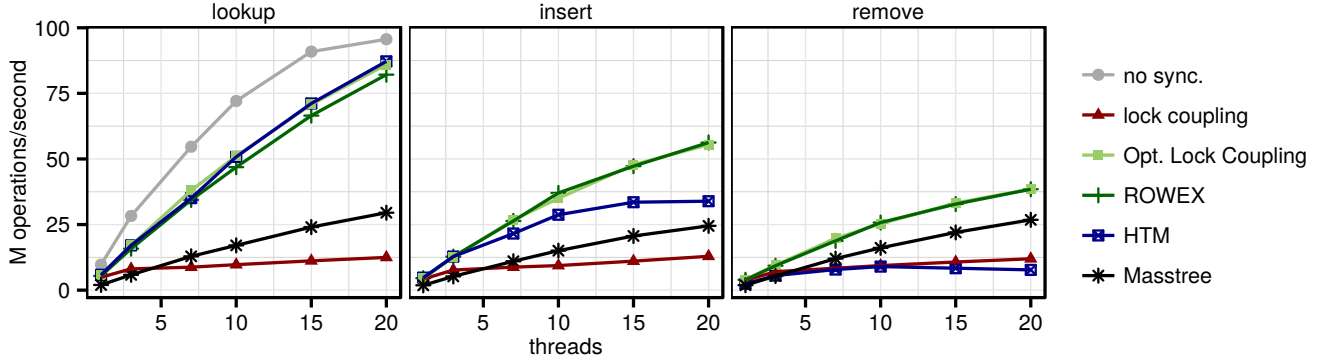 lookup
insert
remove
100
75
50
25
0
M operations/second
5 10 15 20
5 10 15 20
5 10 15 20
threads
no sync.
lock coupling
Opt. Lock Coupling
ROWEX
HTM
Masstree